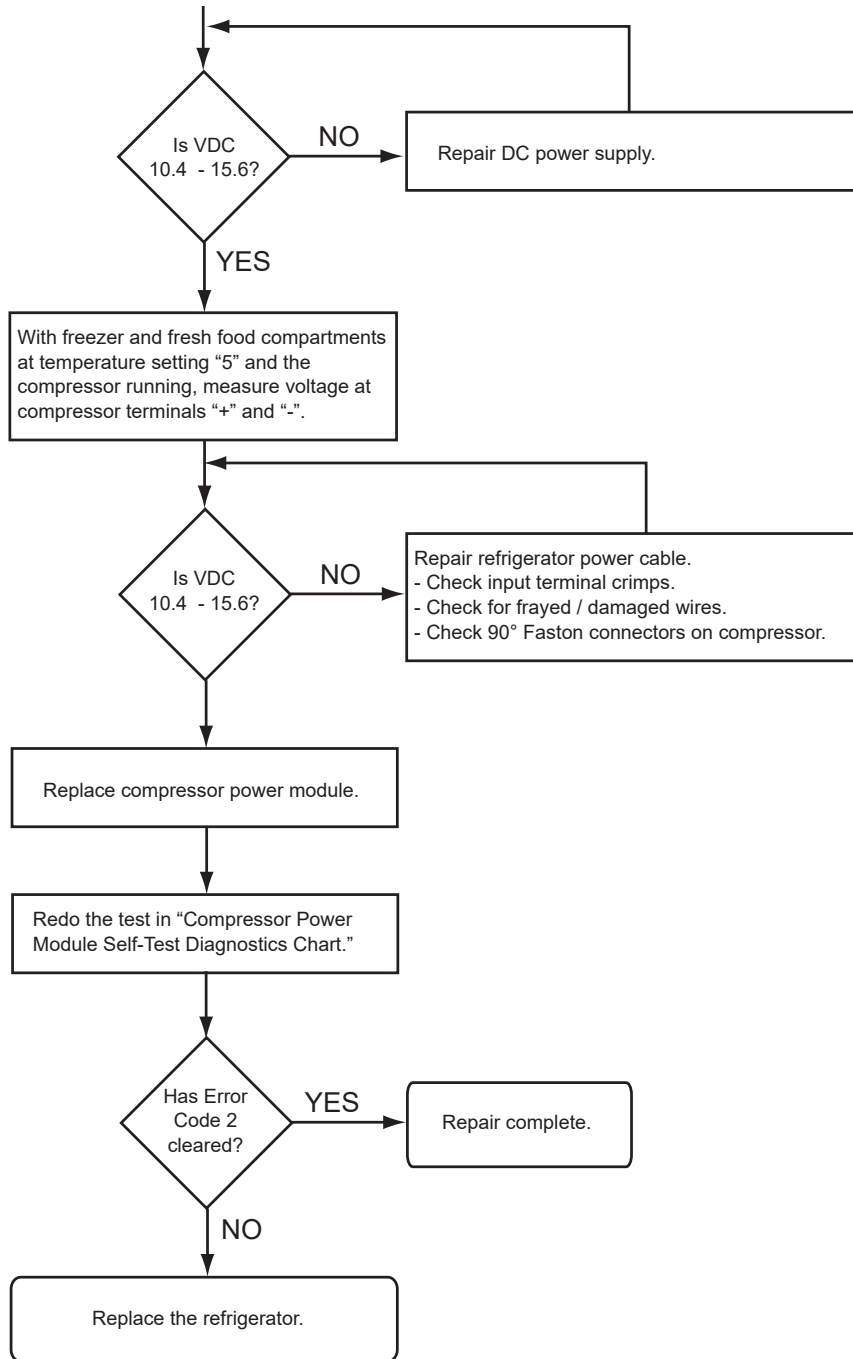 Is VDC
10.4 - 15.6?
NO
Repair DC power supply.
YES
With freezer and fresh food compartments
at temperature setting “5” and the
compressor running, measure voltage at
compressor terminals “+” and “-”.
Is VDC
10.4 - 15.6?
NO
Repair refrigerator power cable.
- Check input terminal crimps.
- Check for frayed / damaged wires.
- Check 90° Faston connectors on compressor.
Replace compressor power module.
Redo the test in “Compressor Power
Module Self-Test Diagnostics Chart.”
Has Error
Code 2
cleared?
YES
Repair complete.
NO
Replace the refrigerator.